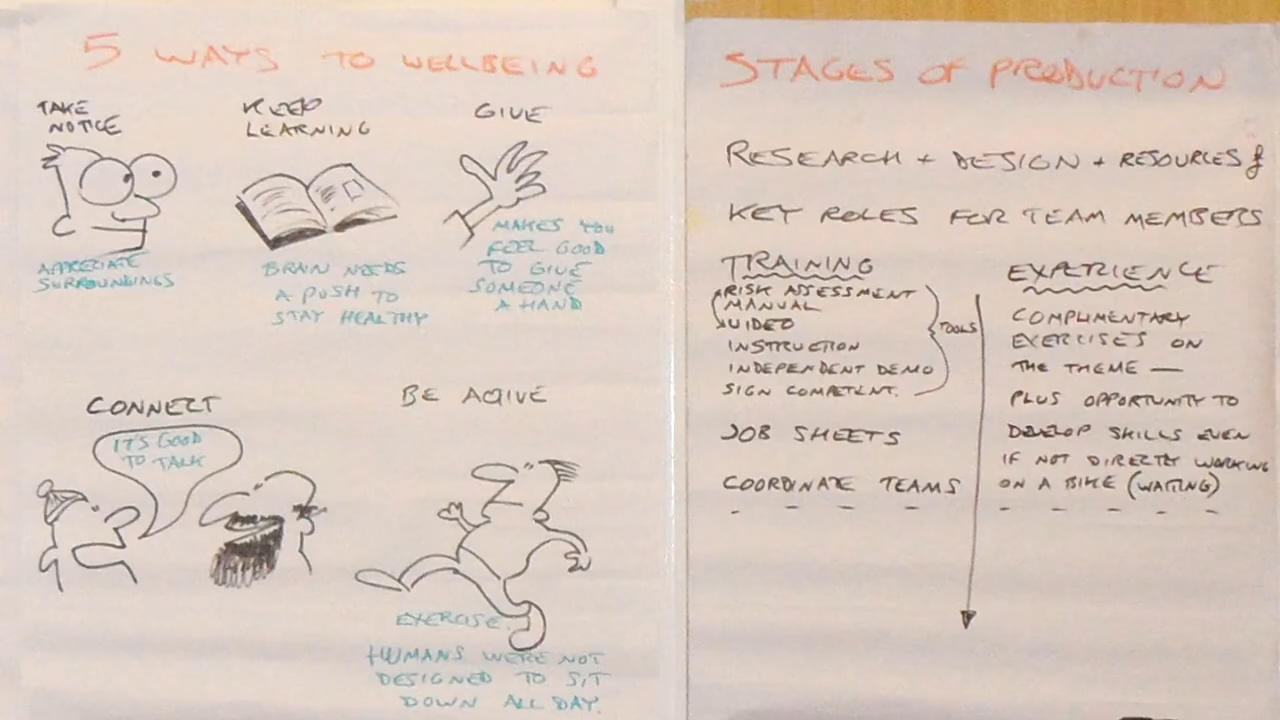 5 WAYS TO WELLBEING
TAKE
NOTICE
APPRECIATE
SURROUNDINGS
KEEP
LEARNING
BRAIN NEEDS
A PUSH TO
STAY HEALTHY
GIVE
MAKES YOU
FEEL GOOD
TO GIVE
SOMEONE
A HAND
CONNECT
IT'S GOOD
TO TALK
BE ACTIVE
EXERCISE.
HUMANS WERE NOT
DESIGNED TO SIT
DOWN ALL DAY.
STAGES OF PRODUCTION
RESEARCH + DESIGN + RESOURCES £
KEY ROLES FOR TEAM MEMBERS
TRAINING
RISK ASSESSMENT
MANUAL
VIDEO
INSTRUCTION
INDEPENDENT DEMO
SIGN COMPETENT.
TOOLS
JOB SHEETS
COORDINATE TEAMS
EXPERIENCE
COMPLIMENTARY
EXERCISES ON
THE THEME —
PLUS OPPORTUNITY TO
DEVELOP SKILLS EVEN
IF NOT DIRECTLY WORKING
ON A BIKE (WAITING)